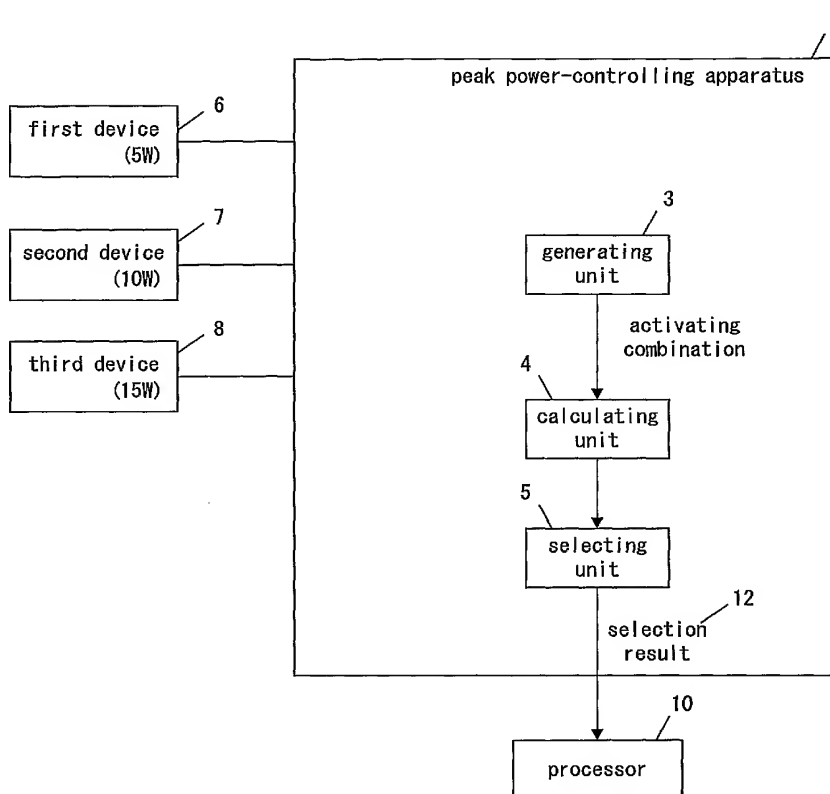 peak power-controlling apparatus
6
first device
(5W)
7
second device
(10W)
8
third device
(15W)
3
generating
unit
activating
combination
4
calculating
unit
5
selecting
unit
12
selection
result
10
processor